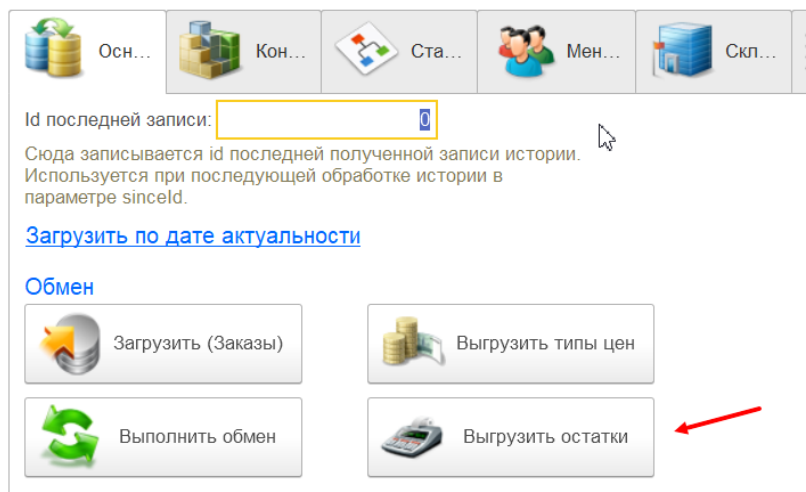 Осн... Кон... Ста... Мен... Скл...
Id последней записи: 0
Сюда записывается id последней полученной записи истории.
Используется при последующей обработке истории в
параметре sinceId.
Загрузить по дате актуальности
Обмен
Загрузить (Заказы) Выгрузить типы цен
Выполнить обмен Выгрузить остатки